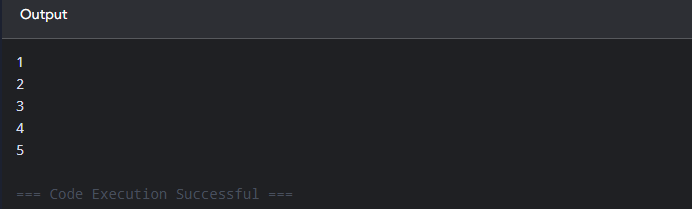 Output
1
2
3
4
5
=== Code Execution Successful ===